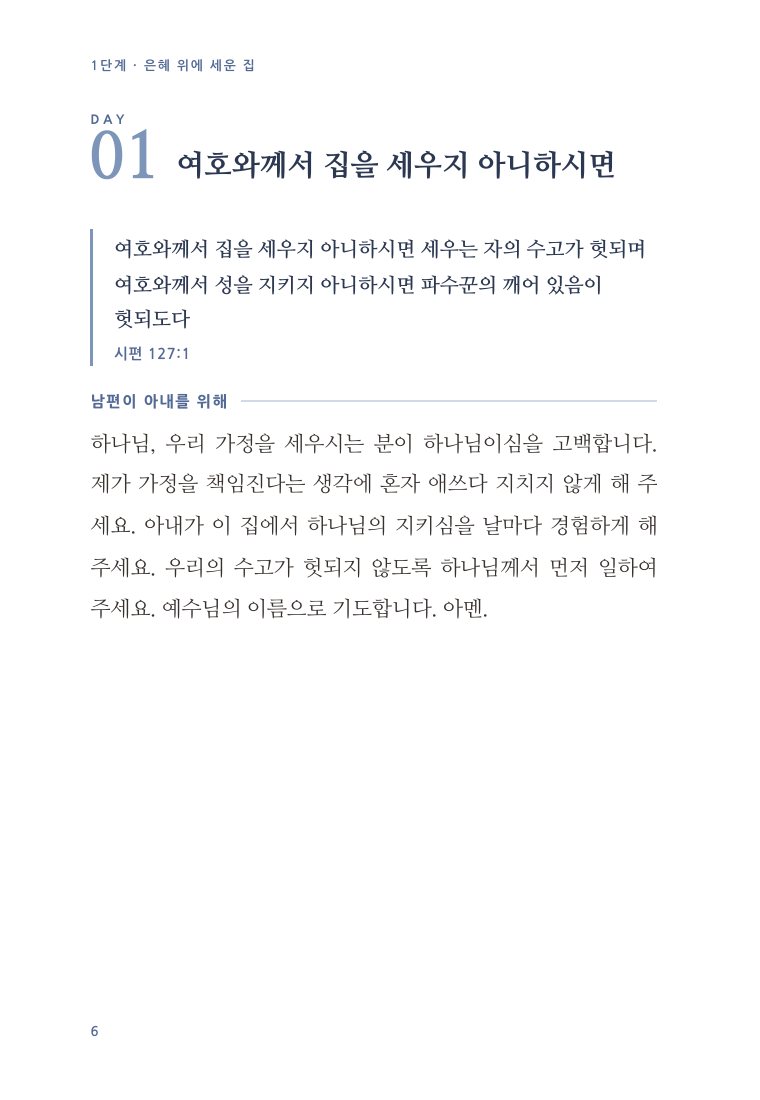 1단계 · 은혜 위에 세운 집
DAY
01 여호와께서 집을 세우지 아니하시면
여호와께서 집을 세우지 아니하시면 세우는 자의 수고가 헛되며
여호와께서 성을 지키지 아니하시면 파수꾼의 깨어 있음이
헛되도다
시편 127:1
남편이 아내를 위해
하나님, 우리 가정을 세우시는 분이 하나님이심을 고백합니다.
제가 가정을 책임진다는 생각에 혼자 애쓰다 지치지 않게 해 주
세요. 아내가 이 집에서 하나님의 지키심을 날마다 경험하게 해
주세요. 우리의 수고가 헛되지 않도록 하나님께서 먼저 일하여
주세요. 예수님의 이름으로 기도합니다. 아멘.
6